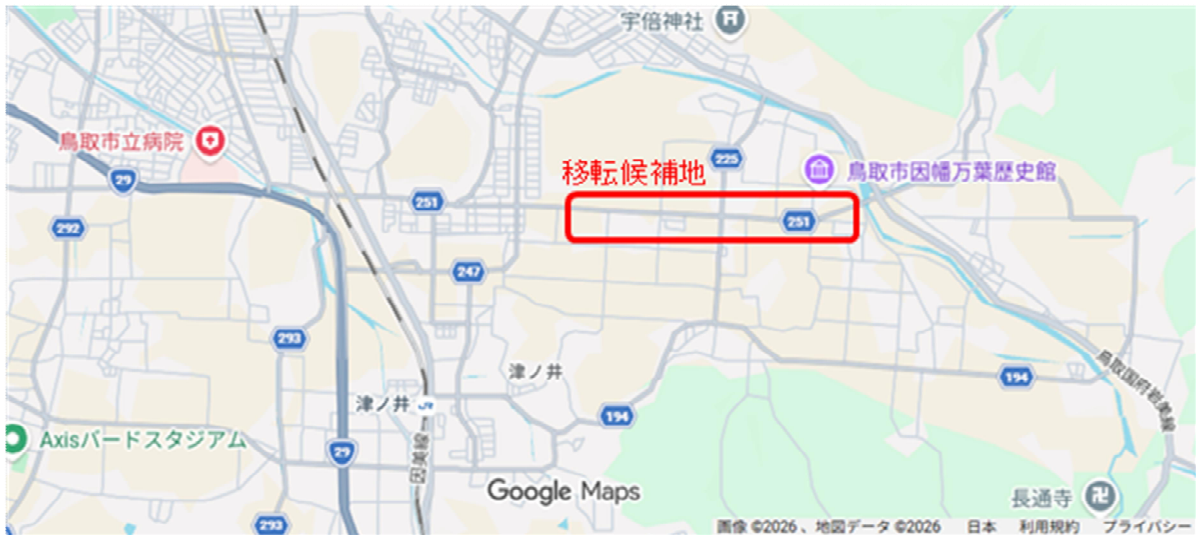 宇倍神社
鳥取市立病院
29
移転候補地
225
鳥取市因幡万葉歴史館
251
251
292
247
293
津ノ井
194
鳥取国府岩美線
津ノ井
JR
194
Axisバードスタジアム
29
因美線
Google Maps
長通寺
293
画像 ©2026 、地図データ ©2026 日本 利用規約 プライバシー